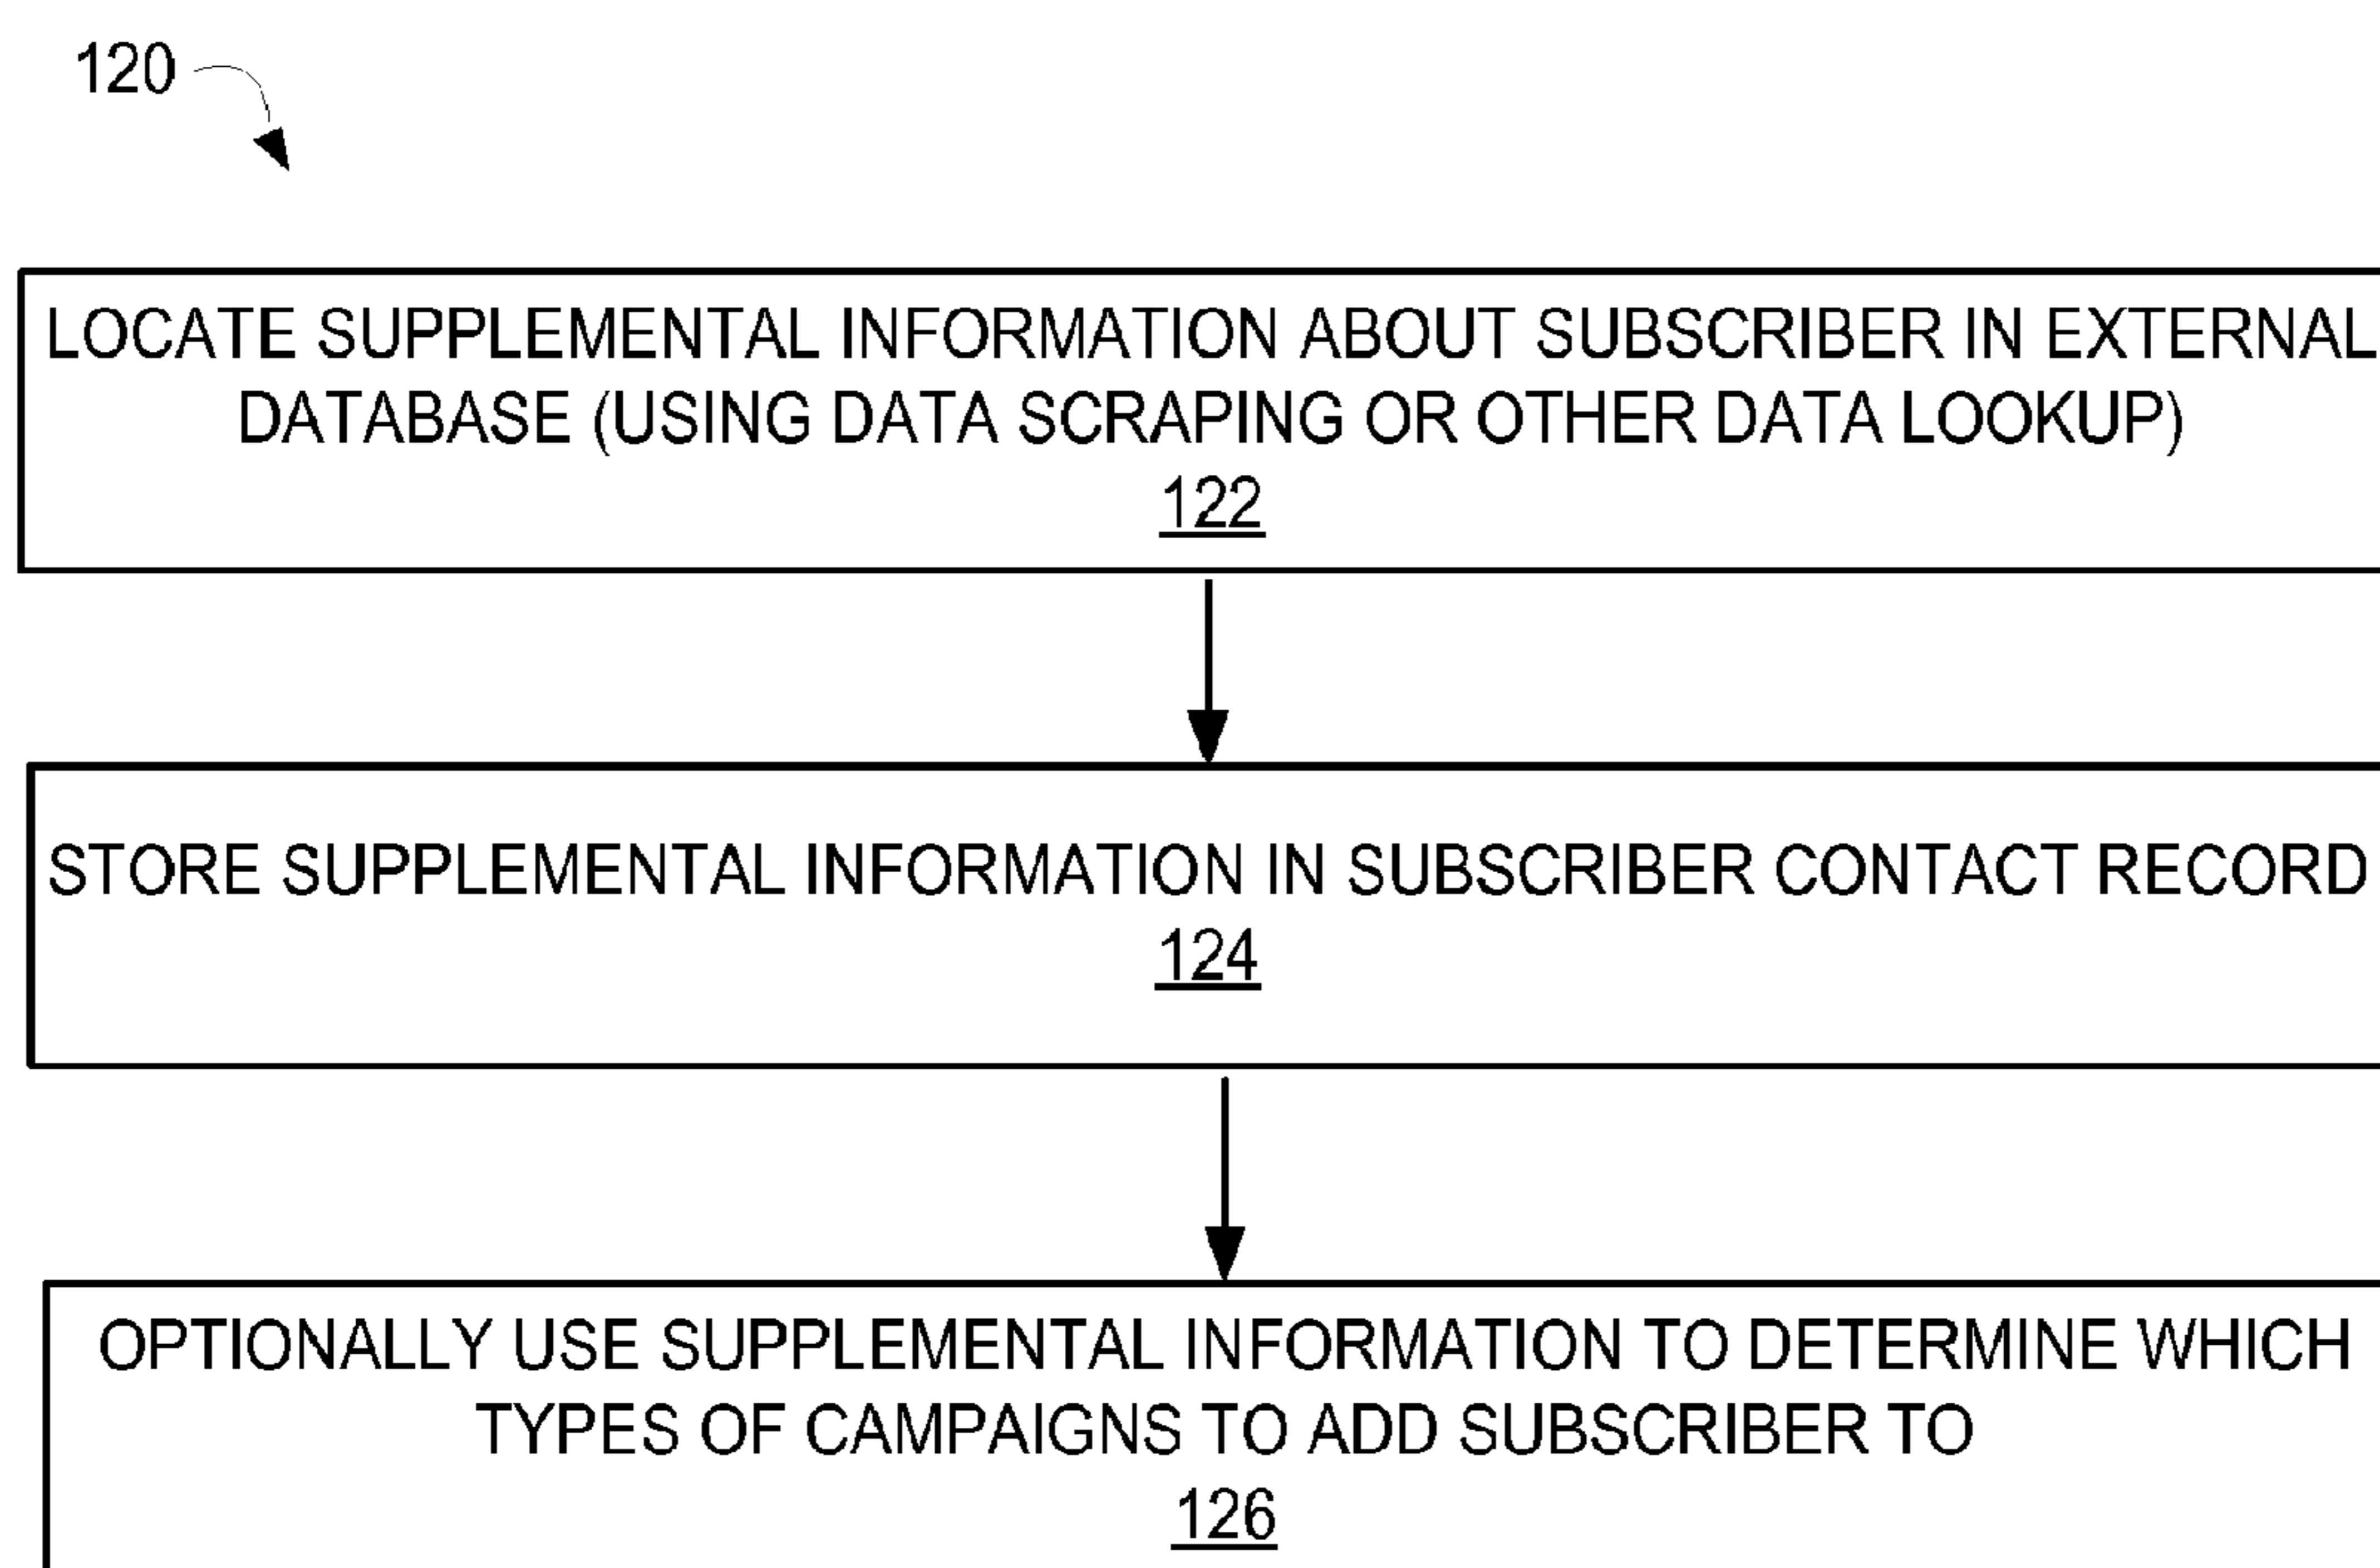 120
LOCATE SUPPLEMENTAL INFORMATION ABOUT SUBSCRIBER IN EXTERNAL
DATABASE (USING DATA SCRAPING OR OTHER DATA LOOKUP)
122
STORE SUPPLEMENTAL INFORMATION IN SUBSCRIBER CONTACT RECORD
124
OPTIONALLY USE SUPPLEMENTAL INFORMATION TO DETERMINE WHICH
TYPES OF CAMPAIGNS TO ADD SUBSCRIBER TO
126